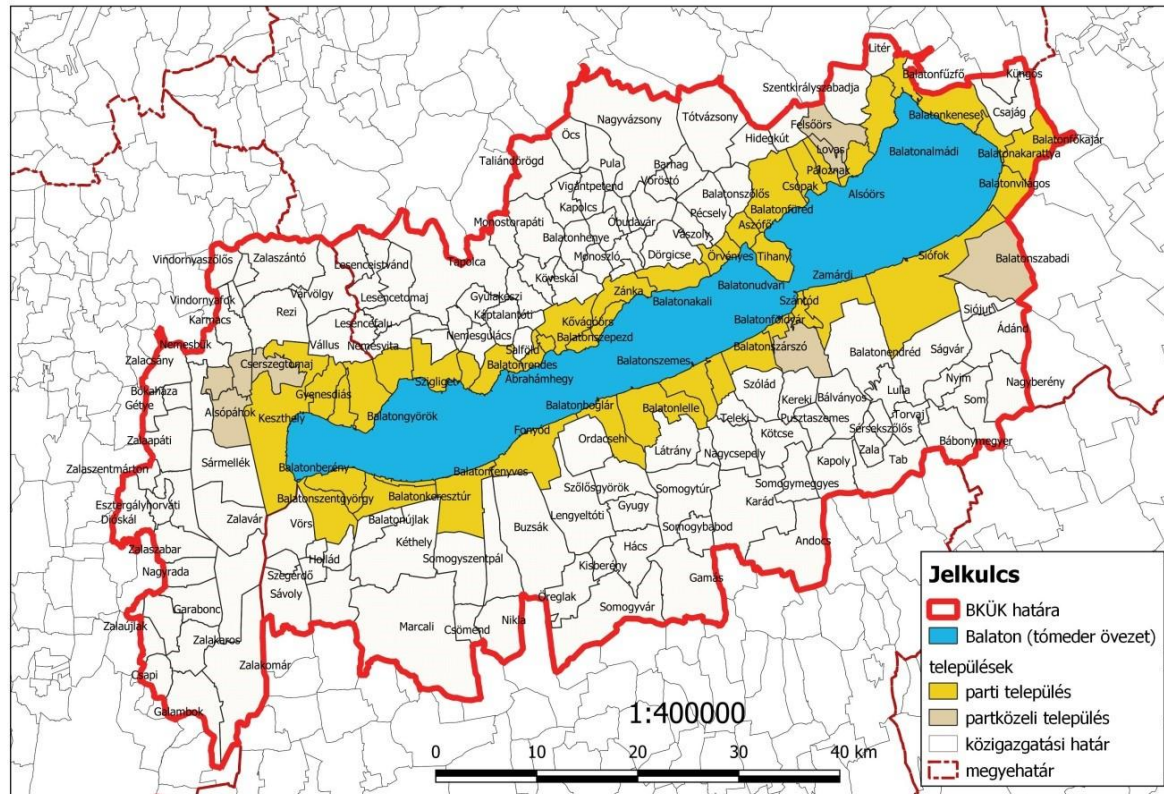 Litér
Balatonfűzfő
Küngös
Szentkirályszabadja
Nagyvázsony
Tótvázsony
Balatonkenese
Csajág
Felsőörs
Hidegkút
Öcs
Lovas
Balatonfőkajár
Balatonalmádi
Balatonakarattya
Taliándörögd
Pula
Barnag
Vöröstó
Paloznak
Vigántpetend
Csopak
Balatonvilágos
Balatonszőlős
Alsóörs
Kapolcs
Balatonfüred
Pécsely
Monostorapáti
Óbudavár
Aszófő
Vászoly
Balatonhenye
Monoszló
Dörgicse
Örvényes
Tihany
Siófok
Balatonszabadi
Vindornyaszőlős
Zalaszántó
Lesenceistvánd
Tapolca
Köveskál
Balatonudvari
Zamárdi
Zánka
Balatonakali
Szántód
Vindornyafok
Várvölgy
Lesencetomaj
Gyulakeszi
Karmacs
Rezi
Káptalantóti
Kővágóörs
Balatonföldvár
Siójut
Lesencefalu
Ádánd
Nemesbük
Vállus
Nemesvita
Nemesgulács
Balatonszepezd
Salföld
Balatonszárszó
Balatonendréd
Ságvár
Zalacsány
Cserszegtomaj
Balatonrendes
Balatonszemes
Szigliget
Ábrahámhegy
Bókaháza
Gyenesdiás
Szólád
Nyim
Nagyberény
Gétye
Alsópáhok
Kereki
Bálványos
Lulla
Som
Keszthely
Balatongyörök
Balatonboglár
Balatonlelle
Teleki
Pusztaszemes
Torvaj
Zalaapáti
Fonyód
Kötcse
Sérsekszőlős
Ordacsehi
Bábonymegyer
Sármellék
Látrány
Nagycsepely
Zala
Tab
Kapoly
Zalaszentmárton
Balatonberény
Balatonfenyves
Somogymeggyes
Esztergályhorváti
Balatonszentgyörgy
Balatonkeresztúr
Szőlősgyörök
Somogytúr
Karád
Dióskál
Zalavár
Vörs
Balatonújlak
Buzsák
Lengyeltóti
Gyugy
Somogybabod
Kéthely
Andocs
Zalaszabar
Hollád
Somogyszentpál
Hács
Nagyrada
Szegerdő
Kisberény
Gamás
Sávoly
Garabonc
Öreglak
Somogyvár
Zalaújlak
Zalakaros
Marcali
Csömend
Nikla
Zalakomár
Csapi
Galambok
1:400000
0 10 20 30 40 km
Jelkulcs
BKÜK határa
Balaton (tómeder övezet)
települések
parti település
partközeli település
közigazgatási határ
megyehatár